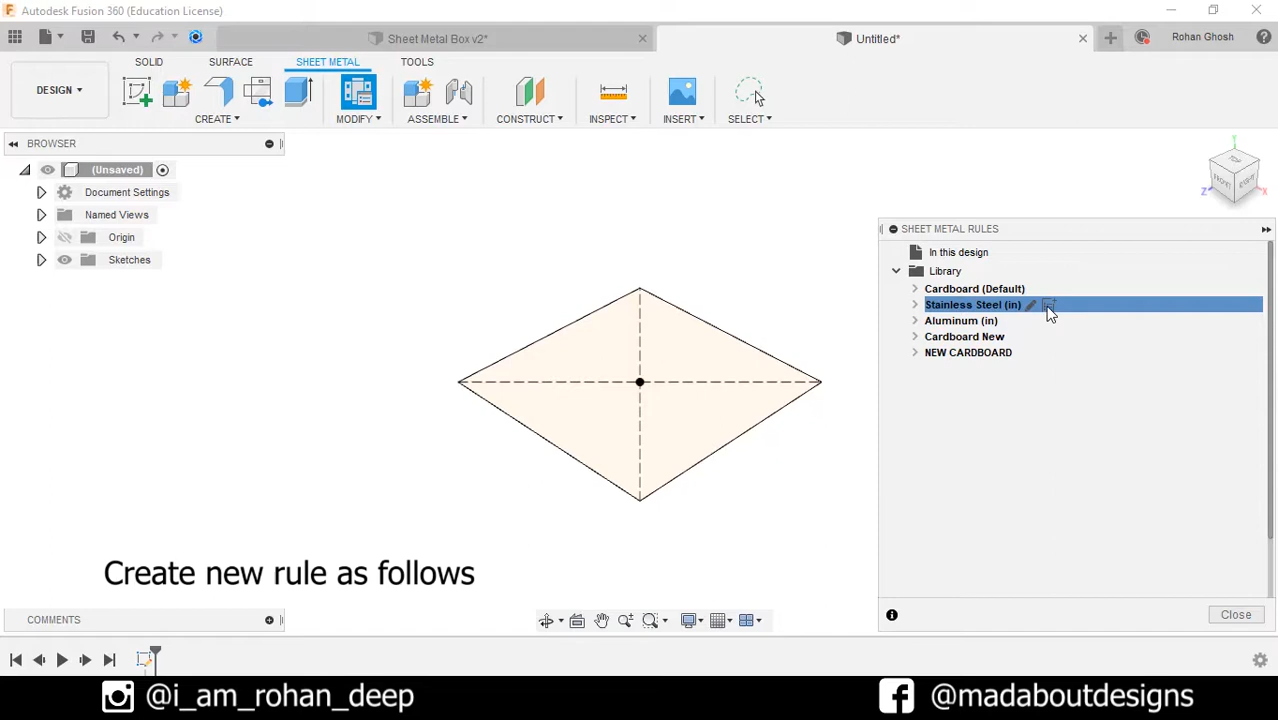 Autodesk Fusion 360 (Education License)
Sheet Metal Box v2*
Untitled*
Rohan Ghosh
DESIGN
SOLID
SURFACE
SHEET METAL
TOOLS
CREATE
MODIFY
ASSEMBLE
CONSTRUCT
INSPECT
INSERT
SELECT
BROWSER
(Unsaved)
Document Settings
Named Views
Origin
Sketches
TOP
FRONT
RIGHT
Y
Z
X
SHEET METAL RULES
In this design
Library
Cardboard (Default)
Stainless Steel (in)
Aluminum (in)
Cardboard New
NEW CARDBOARD
Close
Create new rule as follows
COMMENTS
@i_am_rohan_deep
@madaboutdesigns